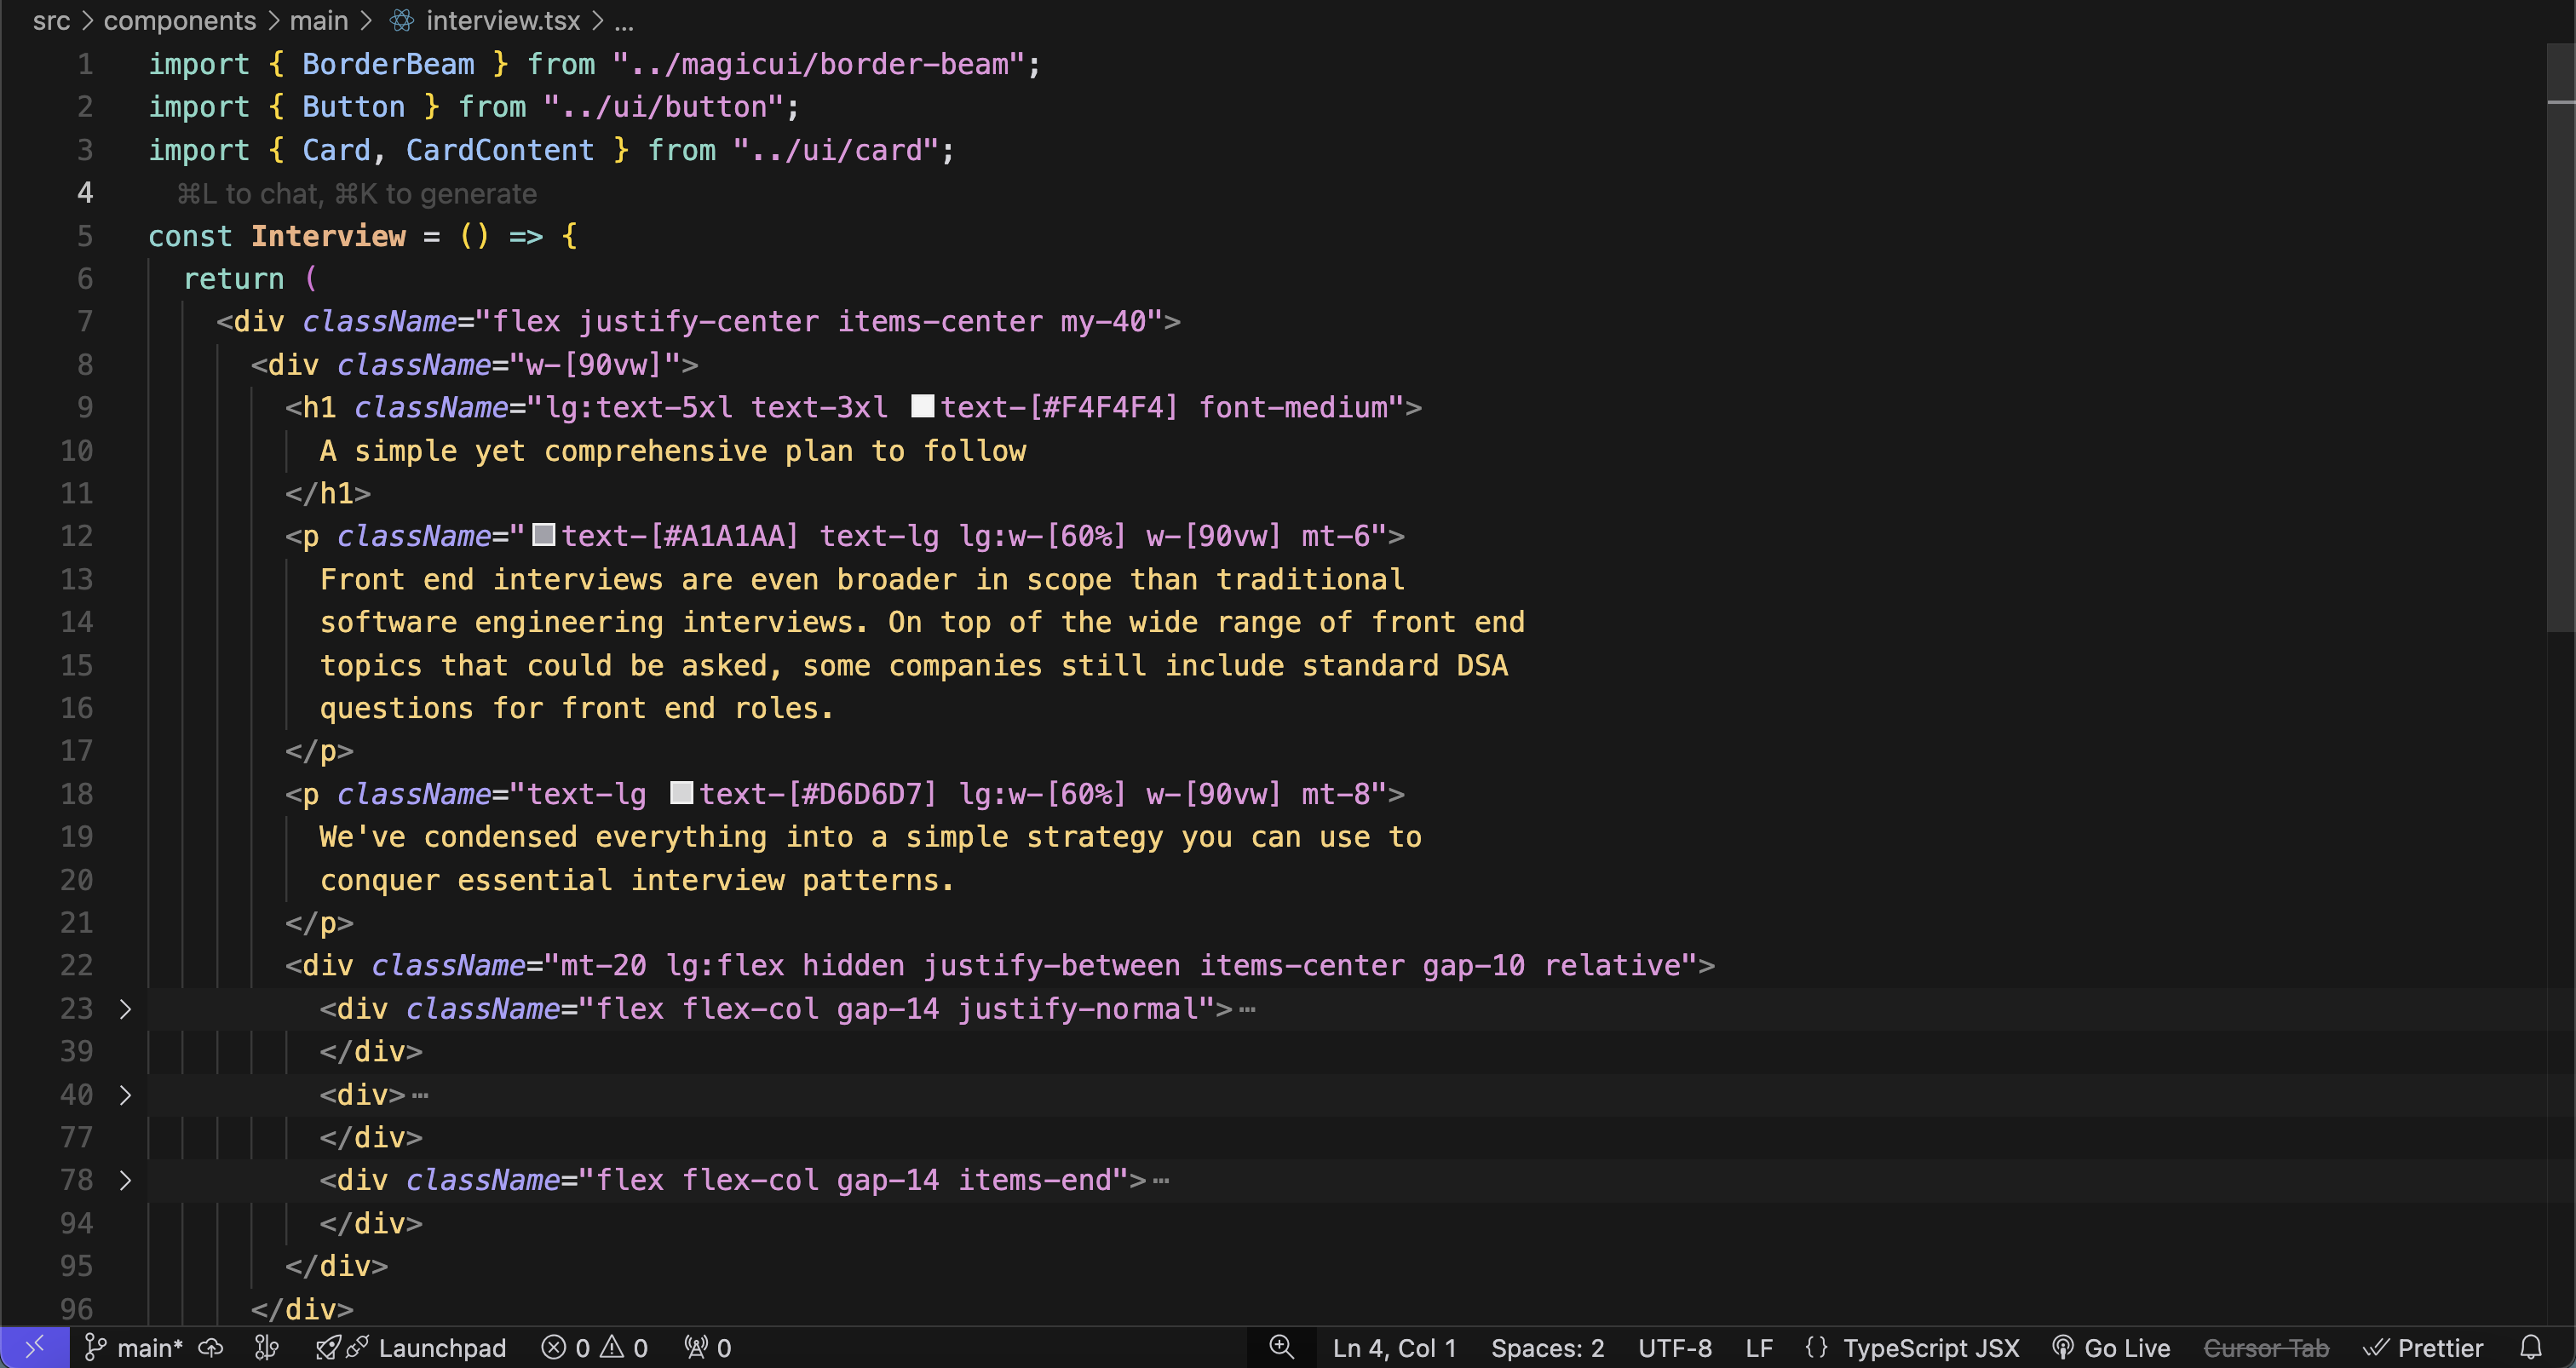 src > components > main > interview.tsx > ...
1 import { BorderBeam } from "../magicui/border-beam";
2 import { Button } from "../ui/button";
3 import { Card, CardContent } from "../ui/card";
4 ⌘L to chat, ⌘K to generate
5 const Interview = () => {
6 return (
7 <div className="flex justify-center items-center my-40">
8 <div className="w-[90vw]">
9 <h1 className="lg:text-5xl text-3xl text-[#F4F4F4] font-medium">
10 A simple yet comprehensive plan to follow
11 </h1>
12 <p className="text-[#A1A1AA] text-lg lg:w-[60%] w-[90vw] mt-6">
13 Front end interviews are even broader in scope than traditional
14 software engineering interviews. On top of the wide range of front end
15 topics that could be asked, some companies still include standard DSA
16 questions for front end roles.
17 </p>
18 <p className="text-lg text-[#D6D6D7] lg:w-[60%] w-[90vw] mt-8">
19 We've condensed everything into a simple strategy you can use to
20 conquer essential interview patterns.
21 </p>
22 <div className="mt-20 lg:flex hidden justify-between items-center gap-10 relative">
23 <div className="flex flex-col gap-14 justify-normal">⋯
39 </div>
40 <div>⋯
77 </div>
78 <div className="flex flex-col gap-14 items-end">⋯
94 </div>
95 </div>
96 </div>
main* Launchpad 0 0 0 Ln 4, Col 1 Spaces: 2 UTF-8 LF {} TypeScript JSX Go Live Cursor Tab Prettier